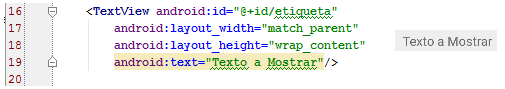 16 <TextView android:id="@+id/etiqueta"
17 android:layout_width="match_parent"
18 android:layout_height="wrap_content"
19 android:text="Texto a Mostrar"/>
20
Texto a Mostrar